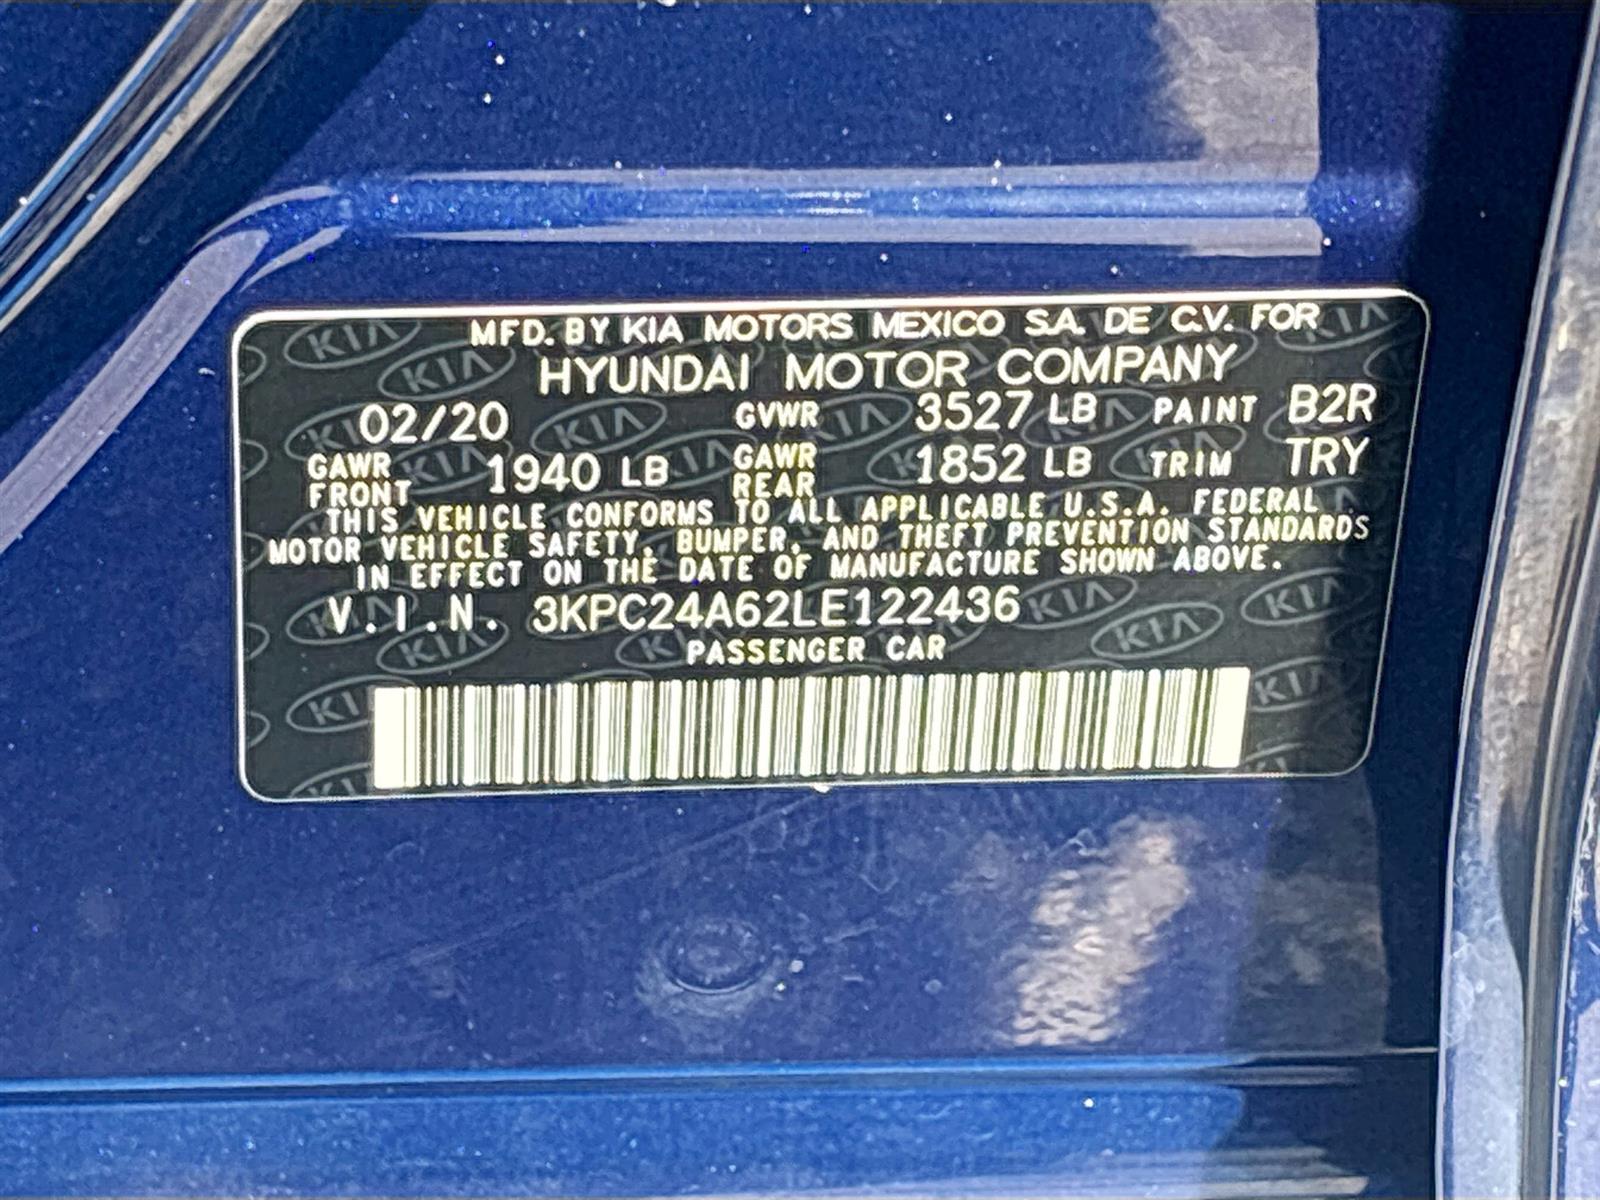 MFD. BY KIA MOTORS MEXICO S.A. DE C.V. FOR
HYUNDAI MOTOR COMPANY
02/20 GVWR 3527 LB PAINT B2R
GAWR FRONT 1940 LB GAWR REAR 1852 LB TRIM TRY
THIS VEHICLE CONFORMS TO ALL APPLICABLE U.S.A. FEDERAL
MOTOR VEHICLE SAFETY, BUMPER, AND THEFT PREVENTION STANDARDS
IN EFFECT ON THE DATE OF MANUFACTURE SHOWN ABOVE.
V.I.N. 3KPC24A62LE122436
PASSENGER CAR